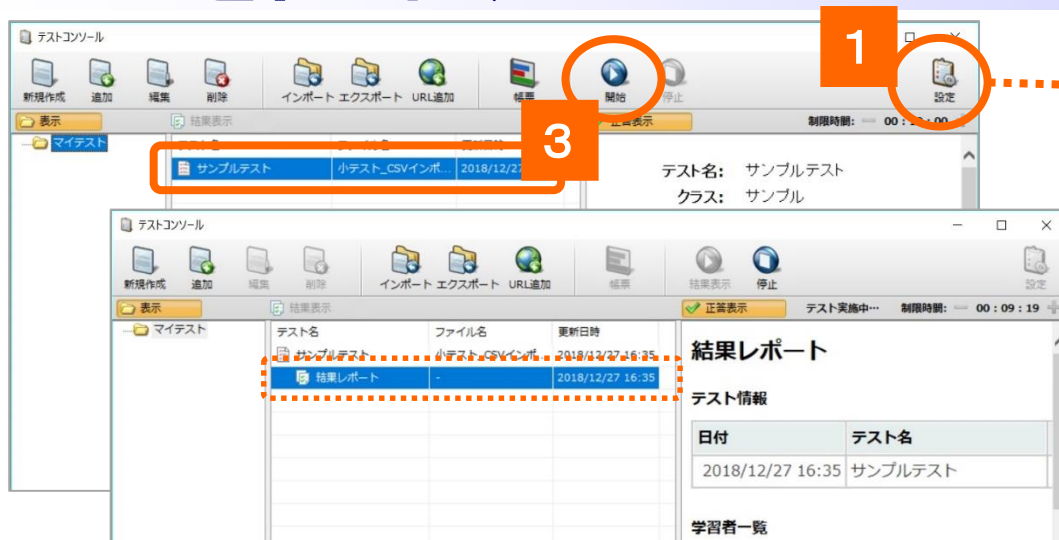 テストコンソール
1
新規作成 追加 編集 削除 インポート エクスポート URL追加 帳票 開始 停止 設定
表示 結果表示 正答表示 制限時間: 00:10:00
マイテスト
3
サンプルテスト 小テスト_CSVインポ... 2018/12/27
テスト名: サンプルテスト
クラス: サンプル
テストコンソール
新規作成 追加 編集 削除 インポート エクスポート URL追加 帳票 結果表示 停止 設定
表示 結果表示 正答表示 テスト実施中… 制限時間: 00:09:19
マイテスト テスト名 ファイル名 更新日時
サンプルテスト 小テスト_CSVインポ... 2018/12/27 16:35
結果レポート - 2018/12/27 16:35
結果レポート
テスト情報
日付 テスト名
2018/12/27 16:35 サンプルテスト
学習者一覧